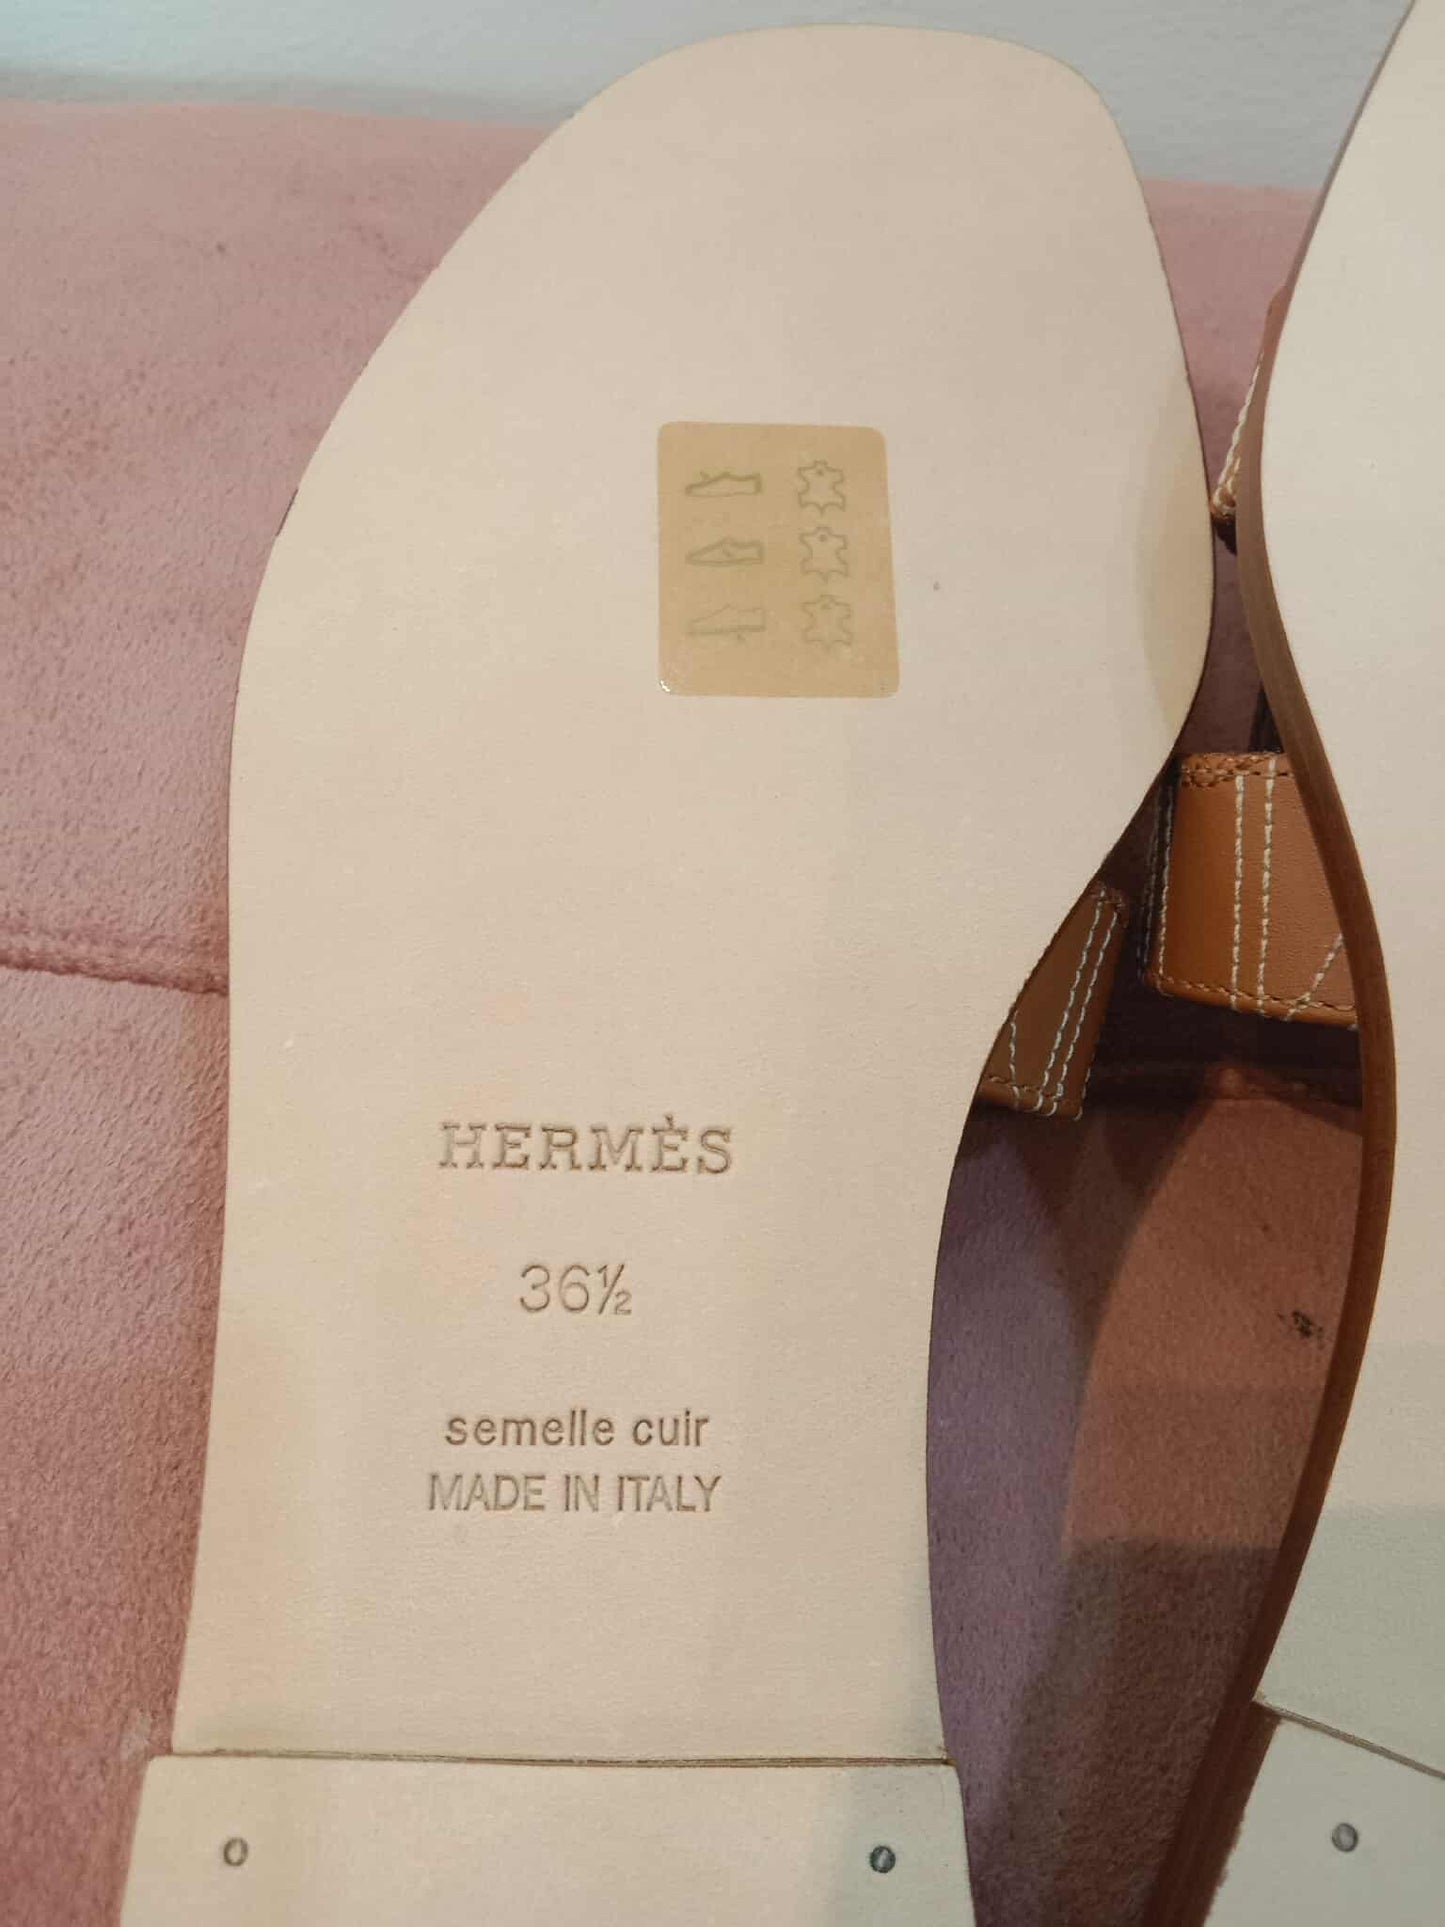 HERMÈS
36½
semelle cuir
MADE IN ITALY